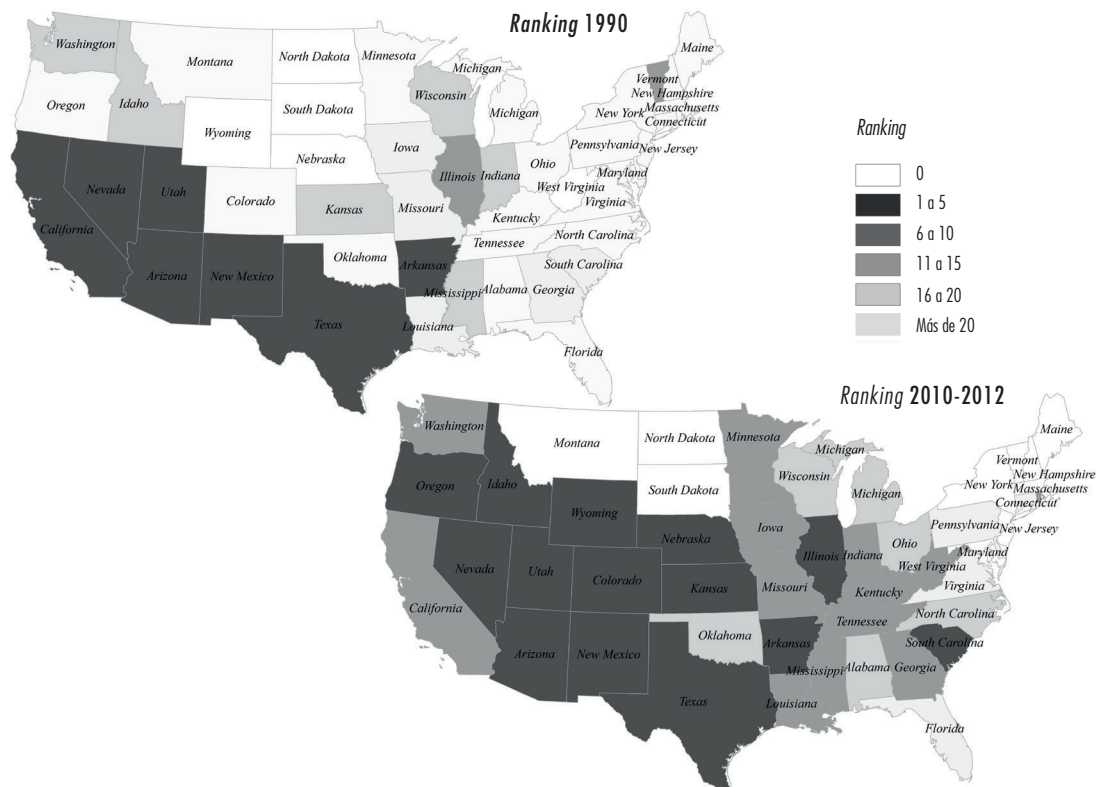 Ranking 1990
Washington
Montana
North Dakota
Minnesota
Michigan
Maine
Vermont
New Hampshire
Oregon
Idaho
Wyoming
South Dakota
Wisconsin
Michigan
New York
Massachusetts
Connecticut
Nebraska
Iowa
Pennsylvania
New Jersey
Nevada
Utah
Colorado
Kansas
Missouri
Illinois
Indiana
Ohio
Maryland
West Virginia
Virginia
California
Kentucky
Arizona
New Mexico
Oklahoma
Arkansas
Tennessee
North Carolina
South Carolina
Texas
Louisiana
Mississippi
Alabama
Georgia
Florida
Ranking
0
1 a 5
6 a 10
11 a 15
16 a 20
Más de 20
Ranking 2010-2012
Washington
Montana
North Dakota
Minnesota
Michigan
Maine
Vermont
New Hampshire
Oregon
Idaho
Wyoming
South Dakota
Wisconsin
Michigan
New York
Massachusetts
Connecticut
Nebraska
Iowa
Pennsylvania
New Jersey
Nevada
Utah
Colorado
Kansas
Missouri
Illinois
Indiana
Ohio
Maryland
West Virginia
Virginia
California
Kentucky
Arizona
New Mexico
Oklahoma
Arkansas
Tennessee
North Carolina
South Carolina
Texas
Louisiana
Mississippi
Alabama
Georgia
Florida